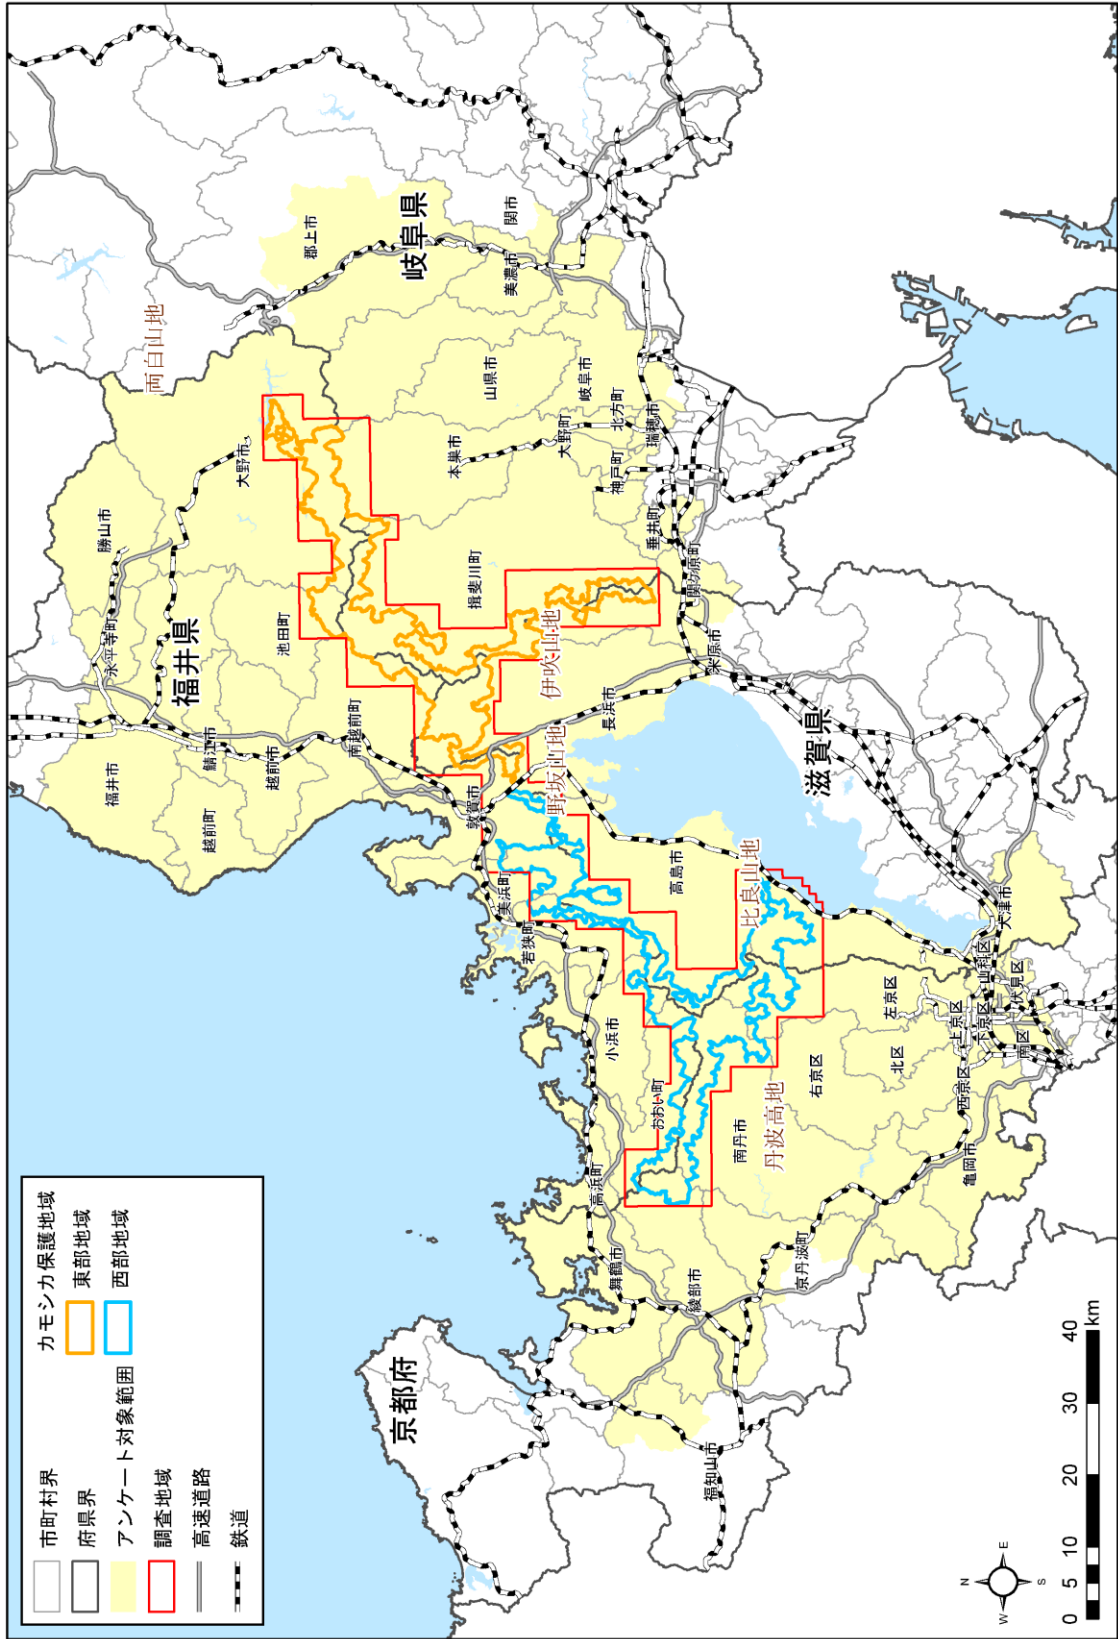 市町村界
府県界
アンケート対象範囲
調査地域
高速道路
鉄道
カモシカ保護地域
東部地域
西部地域
京都府
福井県
岐阜県
滋賀県
両白山地
伊吹山地
野坂山地
比良山地
丹波高地
福井市
越前町
鯖江市
越前市
永平寺町
勝山市
大野市
池田町
南越前町
敦賀市
美浜町
若狭町
小浜市
おおい町
高浜町
舞鶴市
綾部市
福知山市
京丹波町
南丹市
亀岡市
右京区
北区
左京区
上京区
下京区
西京区
南区
伏見区
山科区
大津市
高島市
長浜市
米原市
関ケ原町
垂井町
揖斐川町
神戸町
大野町
北方町
瑞穂市
岐阜市
本巣市
山県市
美濃市
関市
郡上市
N
W
E
S
0 5 10 20 30 40 km